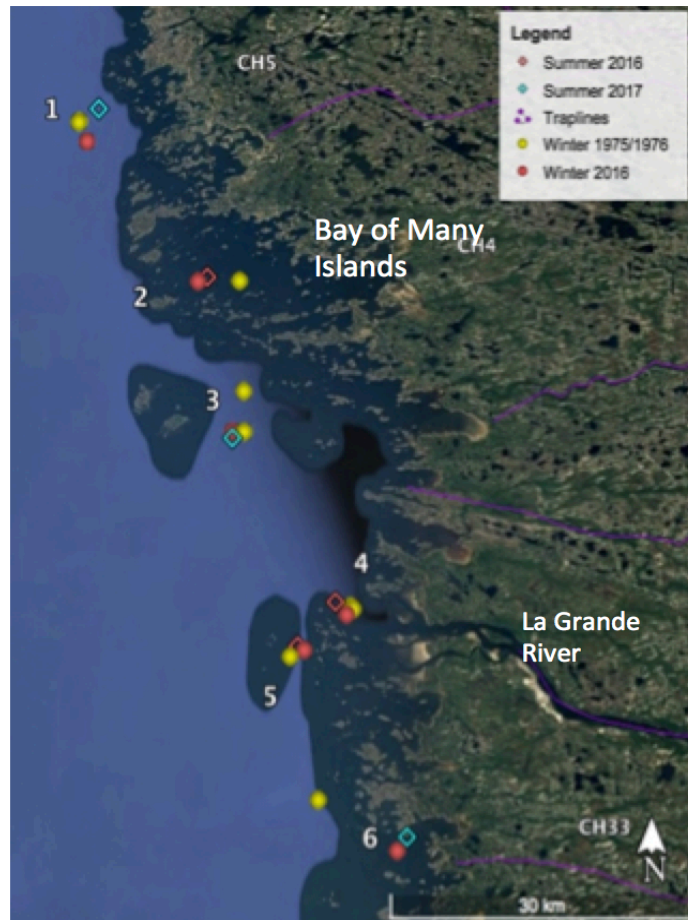 Legend
Summer 2016
Summer 2017
Traplines
Winter 1975/1976
Winter 2016
CH5
1
Bay of Many
Islands
CH4
2
3
4
La Grande
River
5
6
CH33
N
30 km